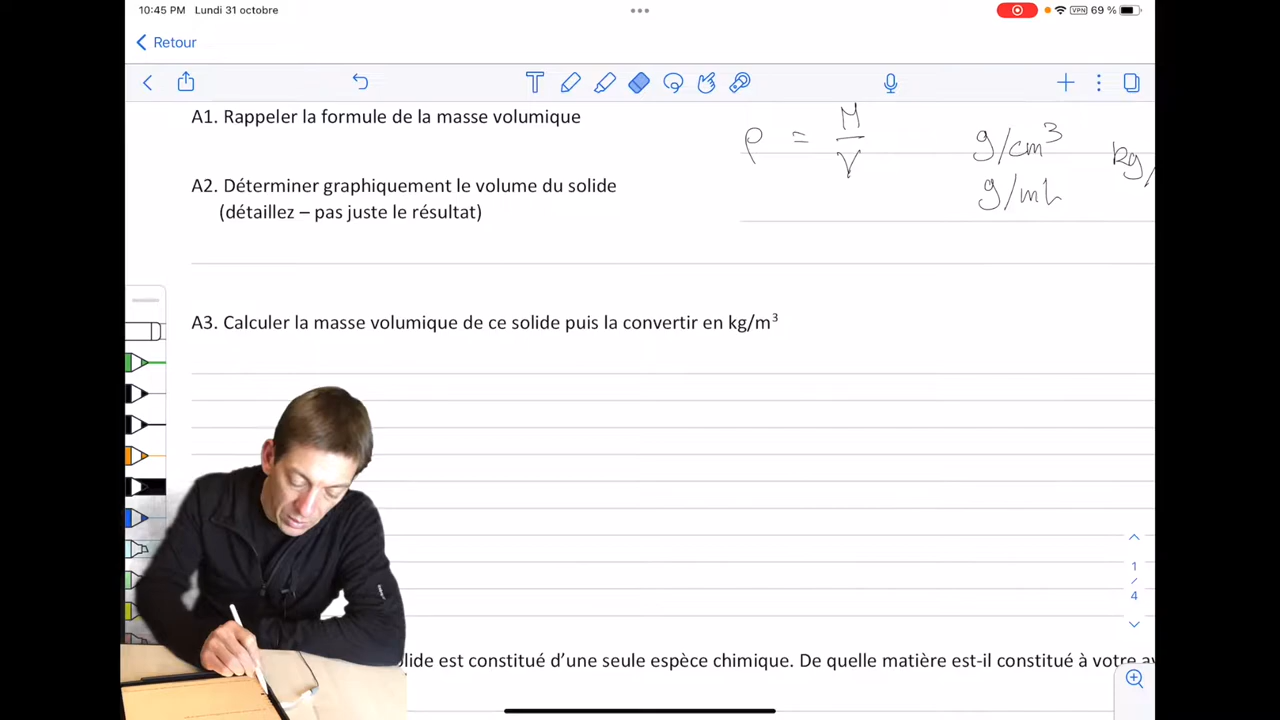 10:45 PM Lundi 31 octobre
VPN 69 %
Retour
A1. Rappeler la formule de la masse volumique
ρ = M/V
g/cm³
kg/
g/mL
A2. Déterminer graphiquement le volume du solide
(détaillez – pas juste le résultat)
A3. Calculer la masse volumique de ce solide puis la convertir en kg/m³
1
/
4
lide est constitué d'une seule espèce chimique. De quelle matière est-il constitué à votre